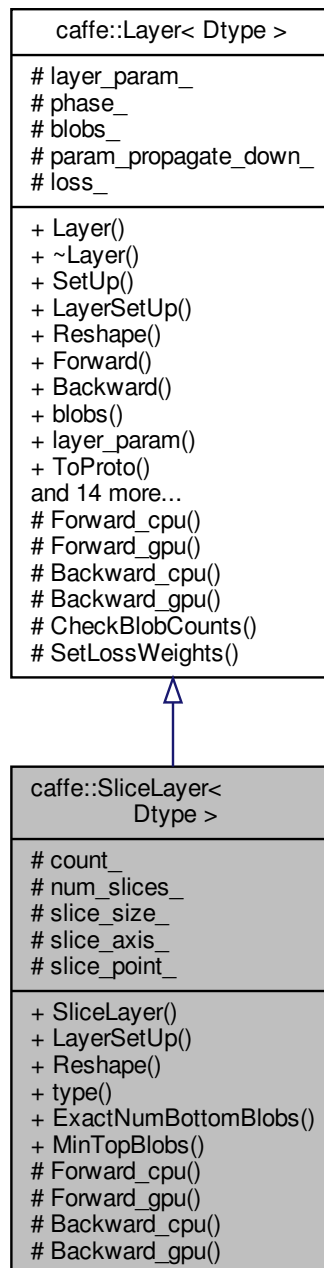 caffe::Layer< Dtype >
# layer_param_
# phase_
# blobs_
# param_propagate_down_
# loss_
+ Layer()
+ ~Layer()
+ SetUp()
+ LayerSetUp()
+ Reshape()
+ Forward()
+ Backward()
+ blobs()
+ layer_param()
+ ToProto()
and 14 more...
# Forward_cpu()
# Forward_gpu()
# Backward_cpu()
# Backward_gpu()
# CheckBlobCounts()
# SetLossWeights()
caffe::SliceLayer<
Dtype >
# count_
# num_slices_
# slice_size_
# slice_axis_
# slice_point_
+ SliceLayer()
+ LayerSetUp()
+ Reshape()
+ type()
+ ExactNumBottomBlobs()
+ MinTopBlobs()
# Forward_cpu()
# Forward_gpu()
# Backward_cpu()
# Backward_gpu()